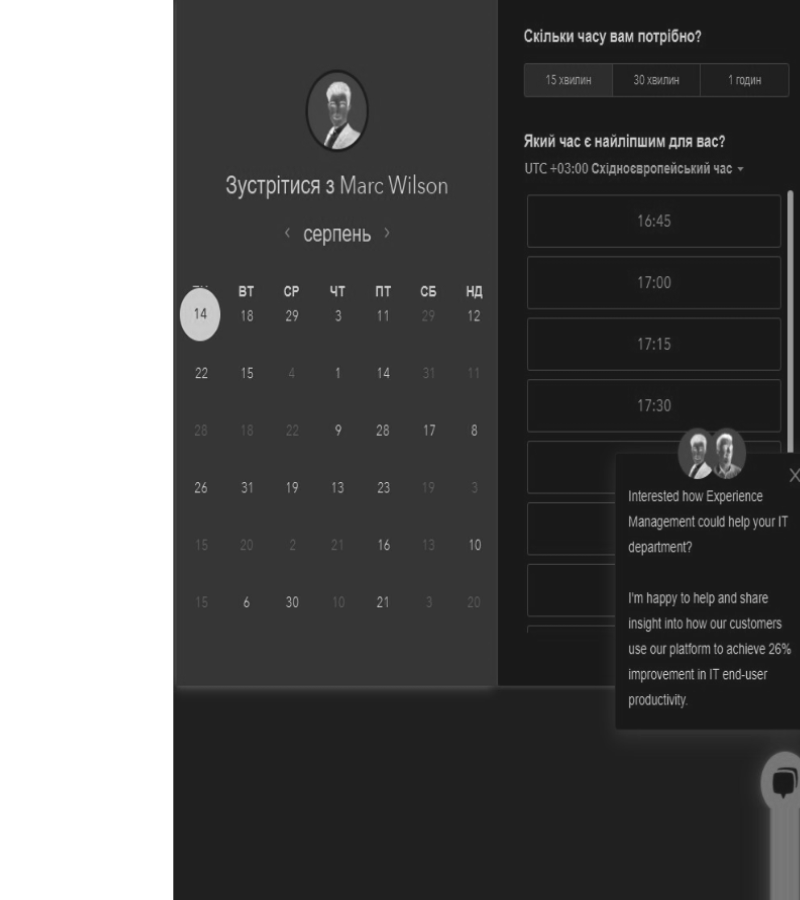 Зустрітися з Marc Wilson
‹ серпень ›
ВТ СР ЧТ ПТ СБ НД
14 18 29 3 11 29 12
22 15 4 1 14 31 11
28 18 22 9 28 17 8
26 31 19 13 23 19 3
15 20 2 21 16 13 10
15 6 30 10 21 3 20
Скільки часу вам потрібно?
15 хвилин 30 хвилин 1 годин
Який час є найліпшим для вас?
UTC +03:00 Східноєвропейський час
16:45
17:00
17:15
17:30
Interested how Experience
Management could help your IT
department?
I'm happy to help and share
insight into how our customers
use our platform to achieve 26%
improvement in IT end-user
productivity.